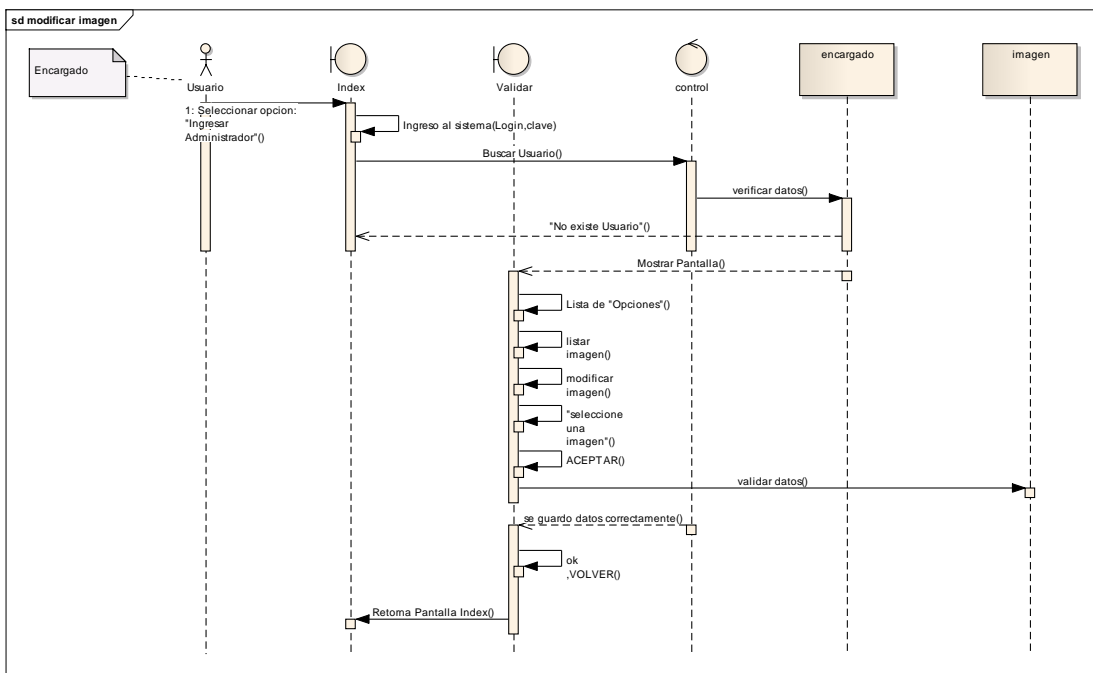 sd modificar imagen
Encargado
Usuario
Index
Validar
control
encargado
imagen
1: Seleccionar opcion:
"Ingresar
Administrador"()
Ingreso al sistema(Login,clave)
Buscar Usuario()
verificar datos()
"No existe Usuario"()
Mostrar Pantalla()
Lista de "Opciones"()
listar
imagen()
modificar
imagen()
"seleccione
una
imagen"()
ACEPTAR()
validar datos()
se guardo datos correctamente()
ok
,VOLVER()
Retorna Pantalla Index()